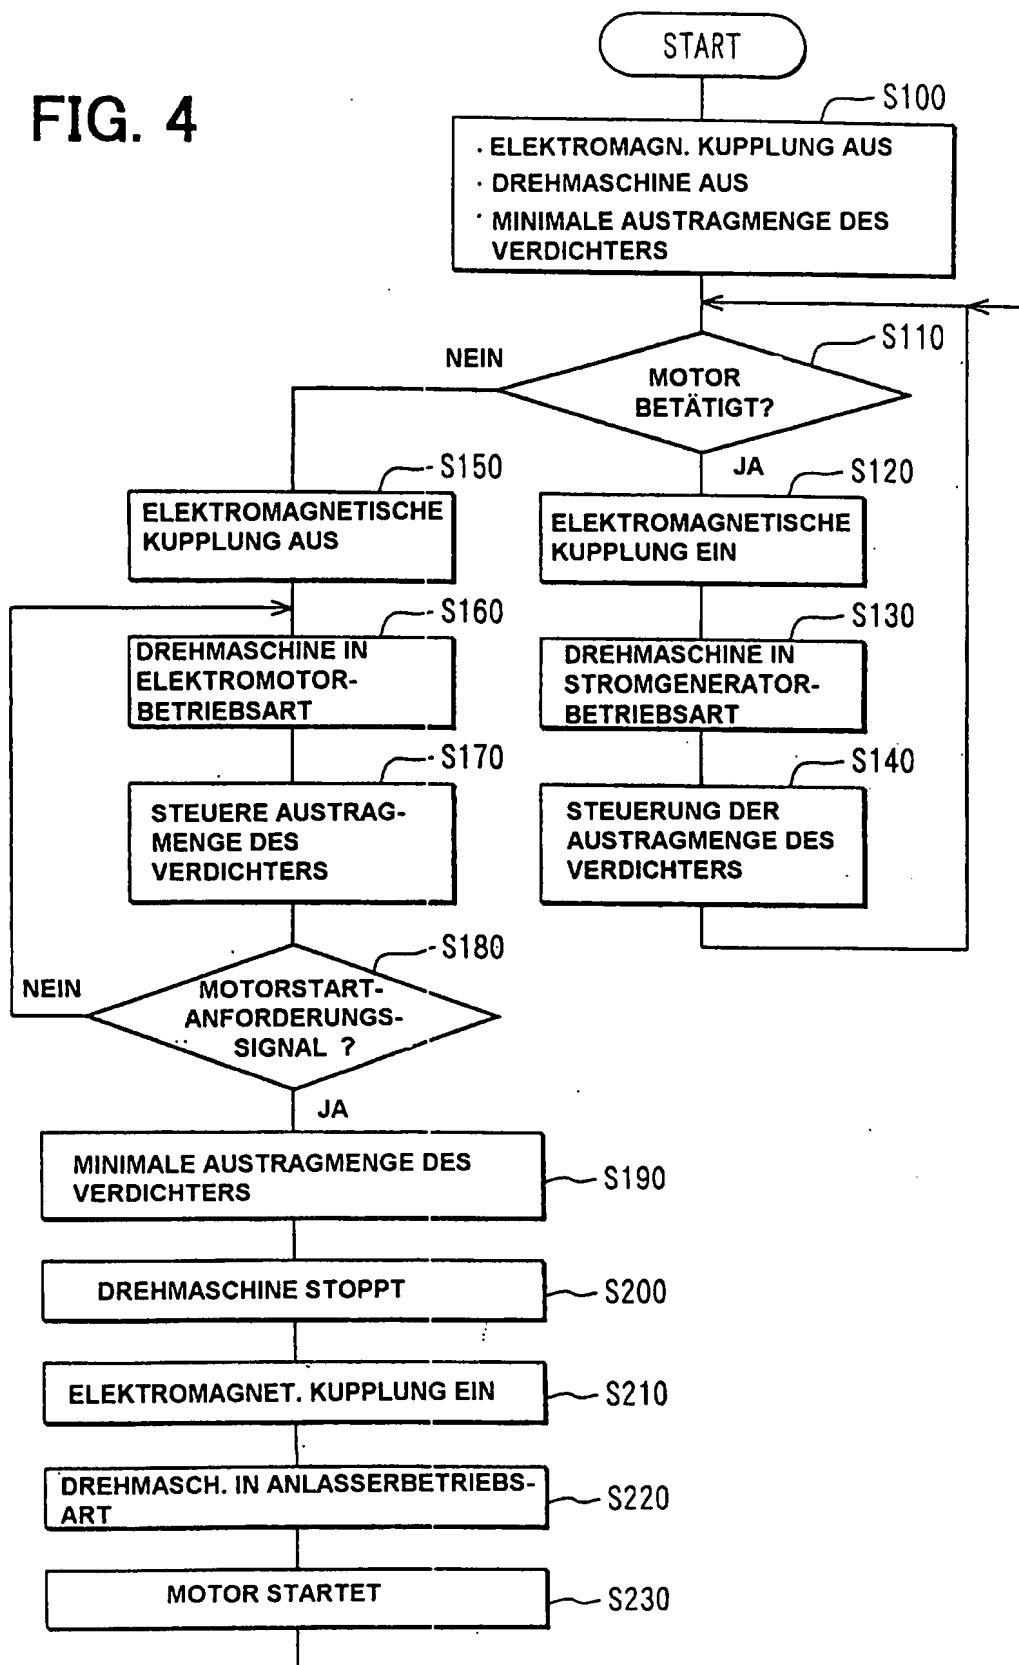 FIG. 4
START
S100
· ELEKTROMAGN. KUPPLUNG AUS
· DREHMASCHINE AUS
· MINIMALE AUSTRAGMENGE DES
VERDICHTERS
S110
NEIN
MOTOR
BETÄTIGT?
JA
S150
ELEKTROMAGNETISCHE
KUPPLUNG AUS
S120
ELEKTROMAGNETISCHE
KUPPLUNG EIN
S160
DREHMASCHINE IN
ELEKTROMOTOR-
BETRIEBSART
S130
DREHMASCHINE IN
STROMGENERATOR-
BETRIEBSART
S170
STEUERE AUSTRAG-
MENGE DES
VERDICHTERS
S140
STEUERUNG DER
AUSTRAGMENGE DES
VERDICHTERS
S180
NEIN
MOTORSTART-
ANFORDERUNGS-
SIGNAL ?
JA
MINIMALE AUSTRAGMENGE DES
VERDICHTERS
S190
DREHMASCHINE STOPPT
S200
ELEKTROMAGNET. KUPPLUNG EIN
S210
DREHMASCH. IN ANLASSERBETRIEBS-
ART
S220
MOTOR STARTET
S230